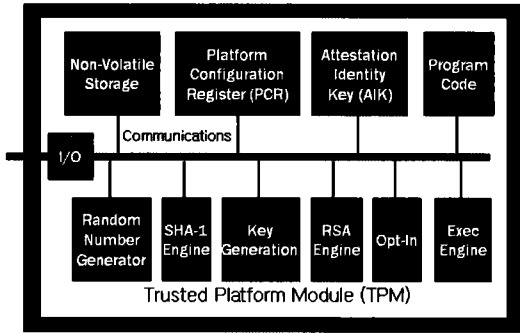 Non-Volatile
Storage
Platform
Configuration
Register (PCR)
Attestation
Identity
Key (AIK)
Program
Code
Communications
I/O
Random
Number
Generator
SHA-1
Engine
Key
Generation
RSA
Engine
Opt-In
Exec
Engine
Trusted Platform Module (TPM)